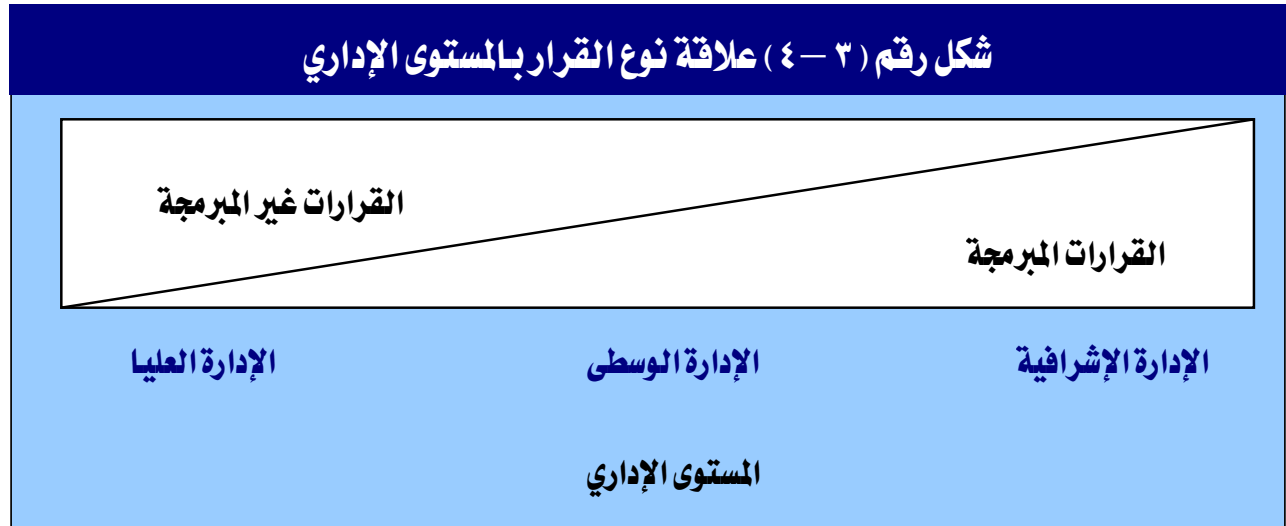 شكل رقم ( ٣ – ٤ ) علاقة نوع القرار بالمستوى الإداري
القرارات غير المبرمجة
القرارات المبرمجة
الإدارة الإشرافية
الإدارة الوسطى
الإدارة العليا
المستوى الإداري